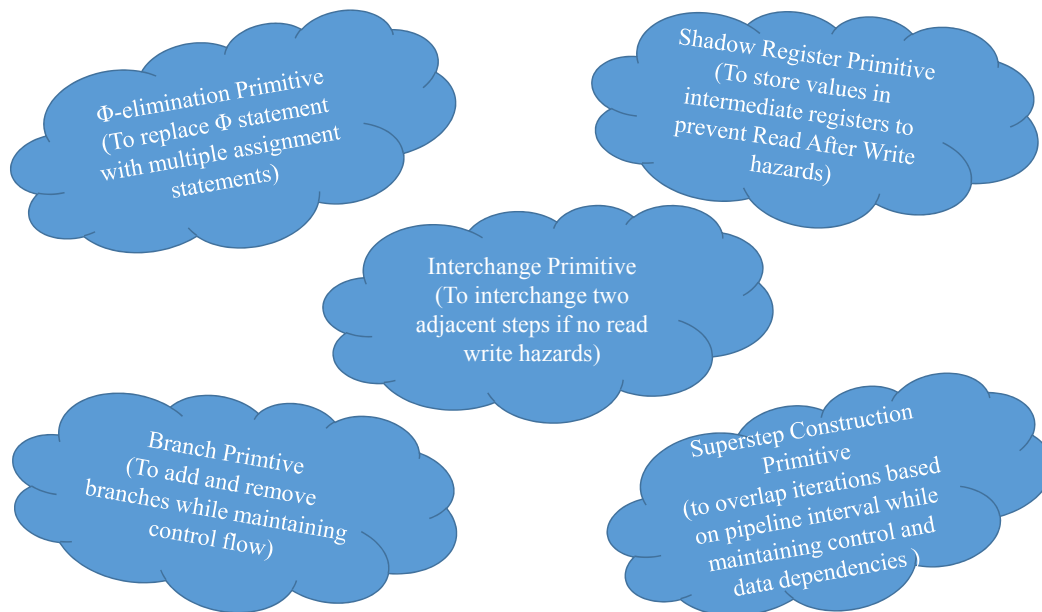 Φ-elimination Primitive
(To replace Φ statement
with multiple assignment
statements)
Shadow Register Primitive
(To store values in
intermediate registers to
prevent Read After Write
hazards)
Interchange Primitive
(To interchange two
adjacent steps if no read
write hazards)
Branch Primtive
(To add and remove
branches while maintaining
control flow)
Superstep Construction
Primitive
(to overlap iterations based
on pipeline interval while
maintaining control and
data dependencies )